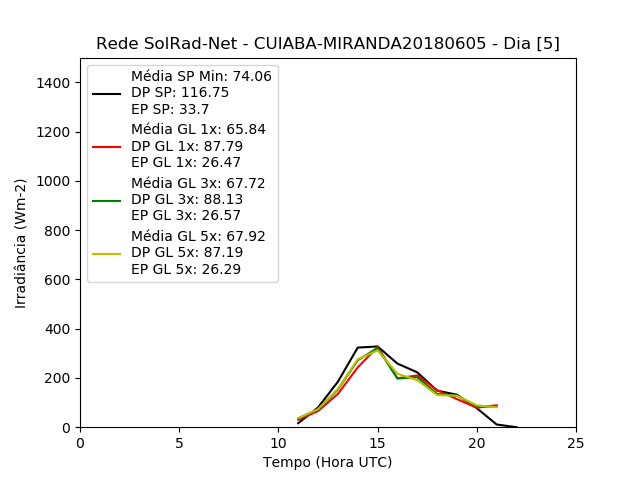 Rede SolRad-Net - CUIABA-MIRANDA20180605 - Dia [5]
Média SP Min: 74.06
DP SP: 116.75
EP SP: 33.7
Média GL 1x: 65.84
DP GL 1x: 87.79
EP GL 1x: 26.47
Média GL 3x: 67.72
DP GL 3x: 88.13
EP GL 3x: 26.57
Média GL 5x: 67.92
DP GL 5x: 87.19
EP GL 5x: 26.29
Irradiância (Wm-2)
1400
1200
1000
800
600
400
200
0
0 5 10 15 20 25
Tempo (Hora UTC)